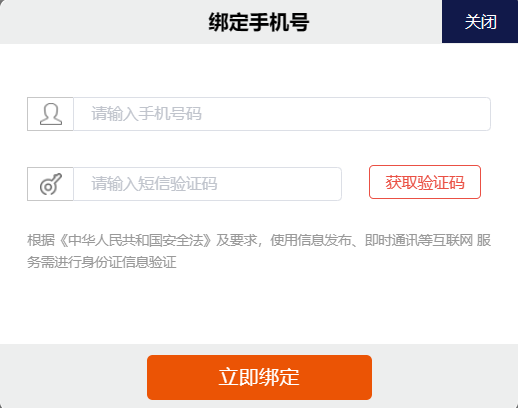 绑定手机号
关闭
请输入手机号码
请输入短信验证码
获取验证码
根据《中华人民共和国安全法》及要求，使用信息发布、即时通讯等互联网 服
务需进行身份证信息验证
立即绑定